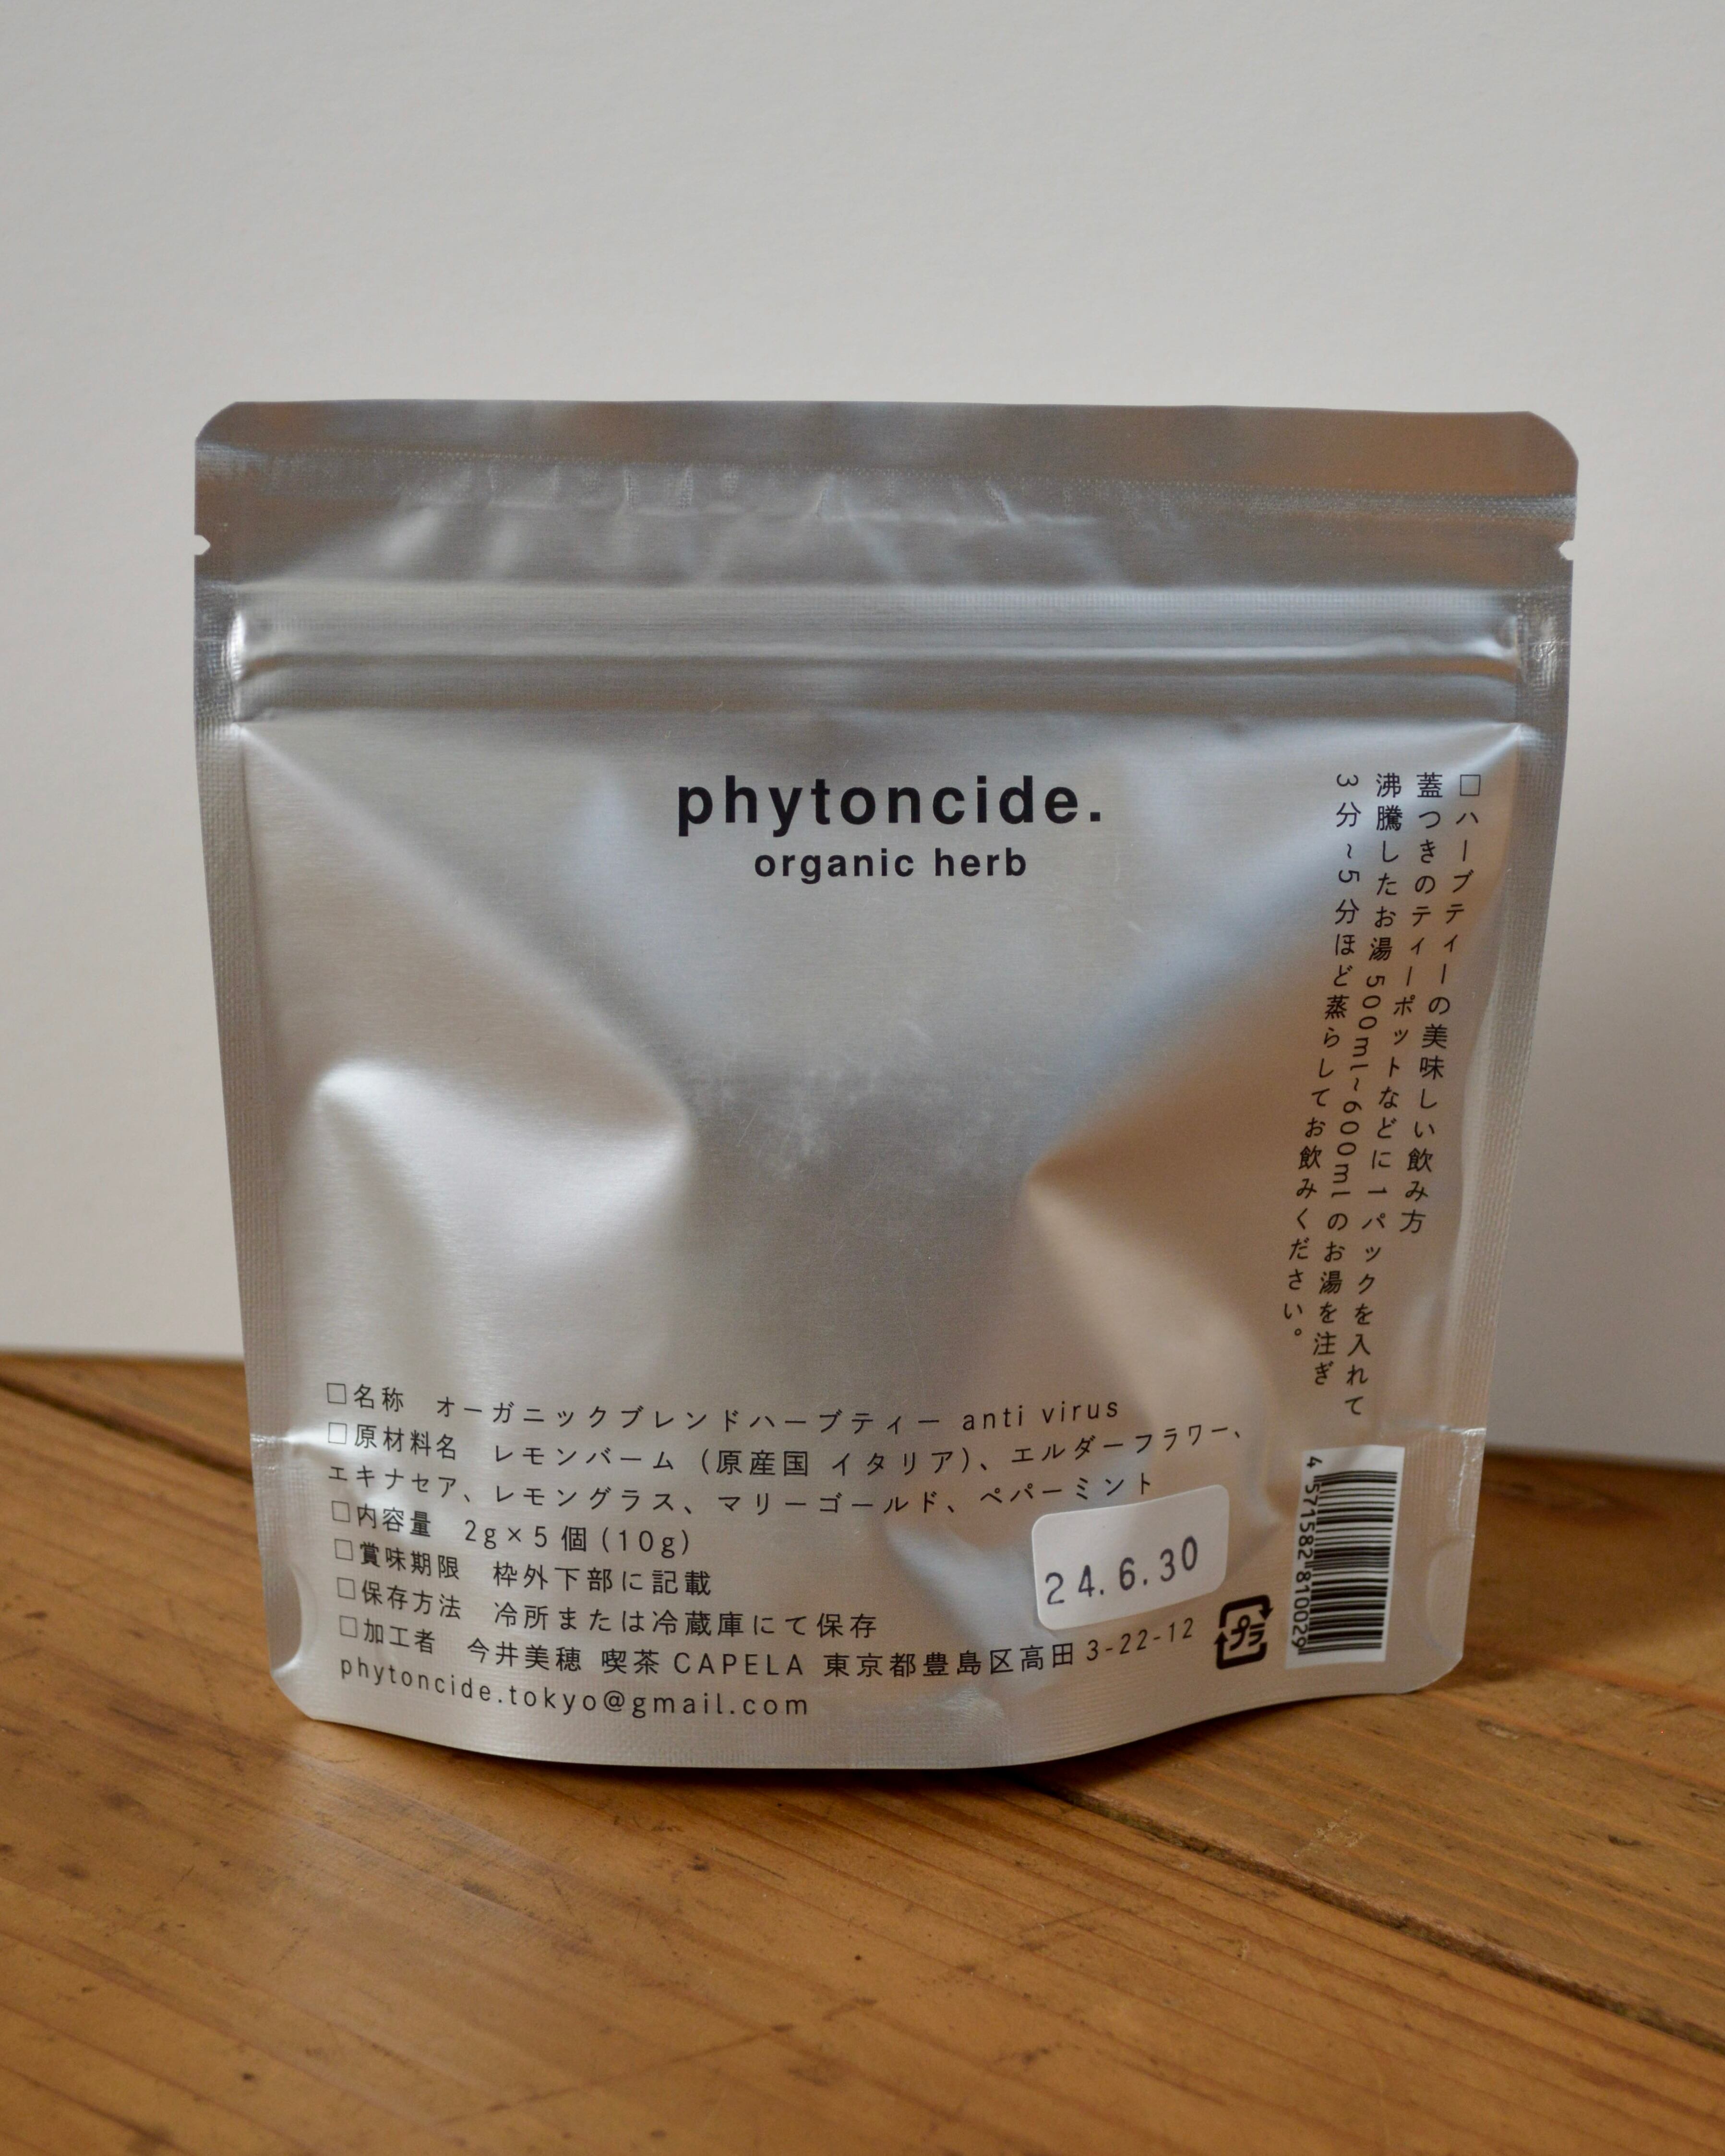 phytoncide.
organic herb
□ハーブティーの美味しい飲み方
蓋つきのティーポットなどに1パックを入れて
沸騰したお湯500ml~600mlのお湯を注ぎ
3分~5分ほど蒸らしてお飲みください。
□名称 オーガニックブレンドハーブティー anti virus
□原材料名 レモンバーム (原産国 イタリア)、エルダーフラワー、
エキナセア、レモングラス、マリーゴールド、ペパーミント
□内容量 2g×5個(10g)
□賞味期限 枠外下部に記載
□保存方法 冷所または冷蔵庫にて保存
□加工者 今井美穂 喫茶CAPELA 東京都豊島区高田3-22-12
phytoncide.tokyo@gmail.com
24.6.30
プラ
4571582810029